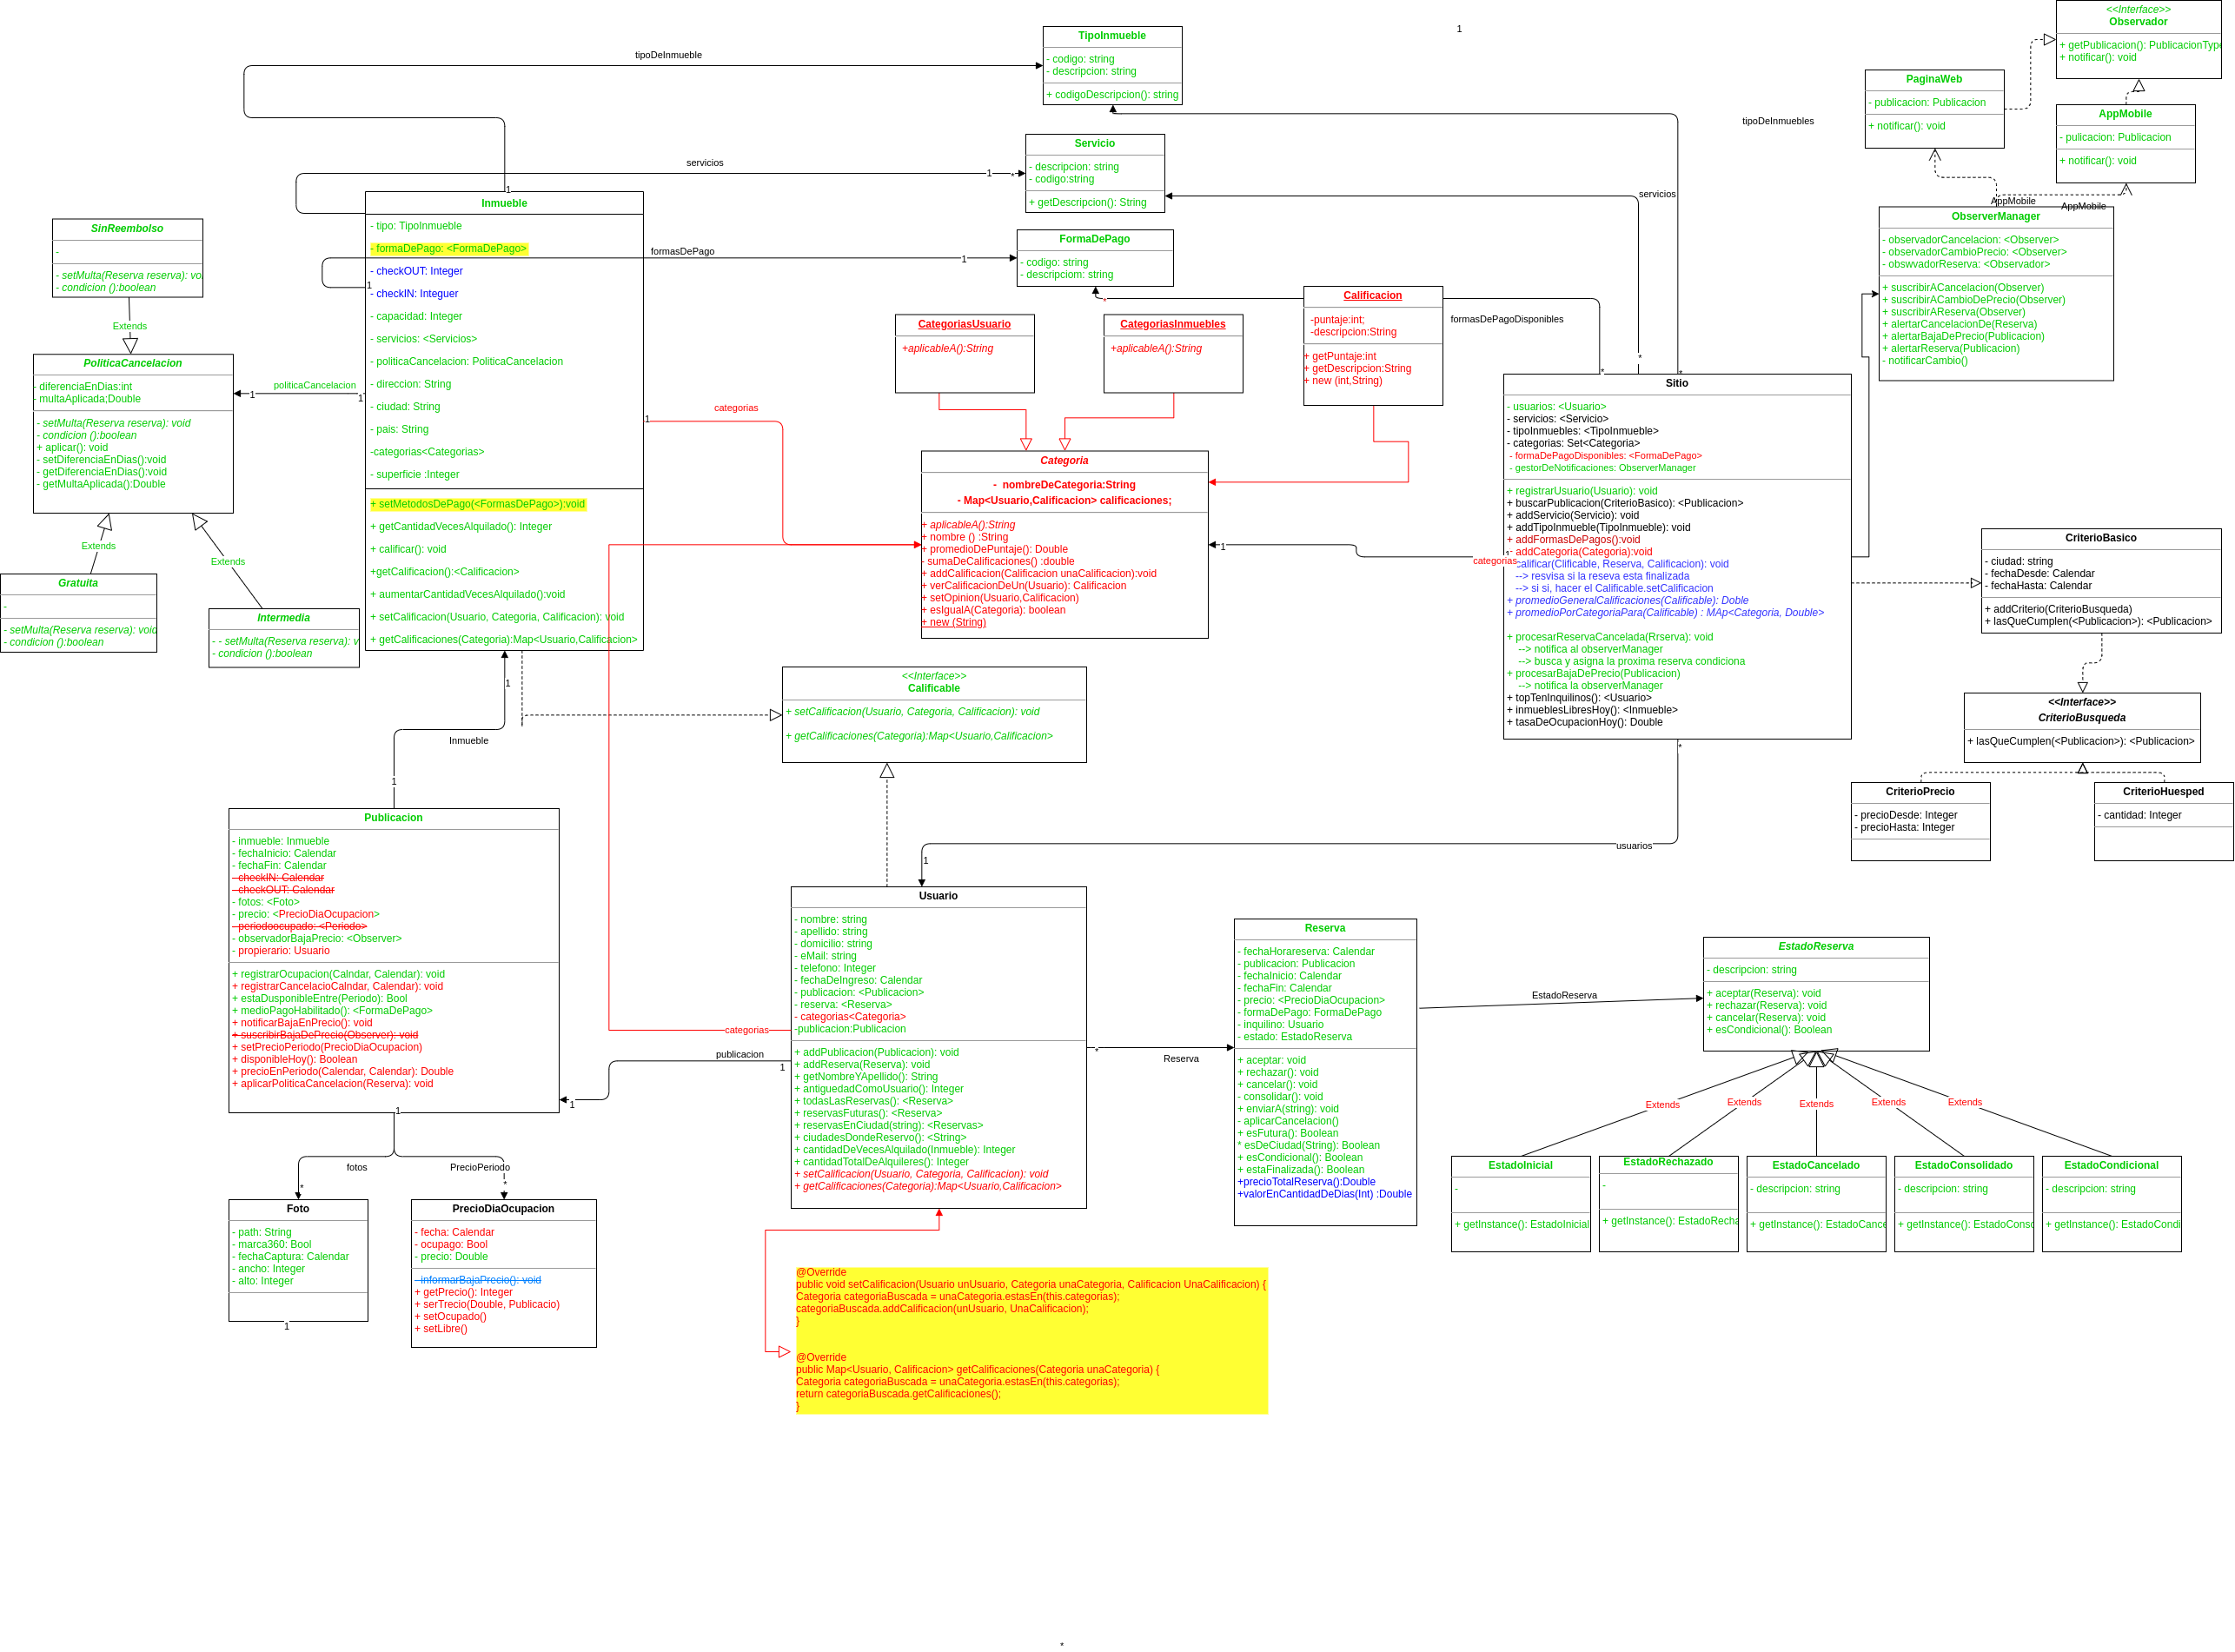 tipoDeInmueble
TipoInmueble
- codigo: string
- descripcion: string
+ codigoDescripcion(): string
1
<<Interface>>
Observador
+ getPublicacion(): PublicacionType
+ notificar(): void
PaginaWeb
- publicacion: Publicacion
+ notificar(): void
AppMobile
- pulicacion: Publicacion
+ notificar(): void
tipoDeInmuebles
servicios
1
*
Servicio
- descripcion: string
- codigo:string
+ getDescripcion(): String
servicios
AppMobile
AppMobile
ObserverManager
- observadorCancelacion: <Observer>
- observadorCambioPrecio: <Observer>
- obswvadorReserva: <Observador>
+ suscribirACancelacion(Observer)
+ suscribirACambioDePrecio(Observer)
+ suscribirAReserva(Observer)
+ alertarCancelacionDe(Reserva)
+ alertarBajaDePrecio(Publicacion)
+ alertarReserva(Publicacion)
- notificarCambio()
SinReembolso
-
- setMulta(Reserva reserva): voi
- condicion ():boolean
Extends
PoliticaCancelacion
- diferenciaEnDias:int
- multaAplicada;Double
- setMulta(Reserva reserva): void
- condicion ():boolean
+ aplicar(): void
- setDiferenciaEnDias():void
- getDiferenciaEnDias():void
- getMultaAplicada():Double
politicaCancelacion
1
1
Extends
Extends
Gratuita
-
- setMulta(Reserva reserva): void
- condicion ():boolean
Intermedia
- - setMulta(Reserva reserva): v
- condicion ():boolean
1
Inmueble
- tipo: TipoInmueble
- formaDePago: <FormaDePago>
- checkOUT: Integer
1
- checkIN: Integuer
- capacidad: Integer
- servicios: <Servicios>
- politicaCancelacion: PoliticaCancelacion
- direccion: String
- ciudad: String
- pais: String
-categorias<Categorias>
- superficie :Integer
+ setMetodosDePago(<FormasDePago>):void
+ getCantidadVecesAlquilado(): Integer
+ calificar(): void
+getCalificacion():<Calificacion>
+ aumentarCantidadVecesAlquilado():void
+ setCalificacion(Usuario, Categoria, Calificacion): void
+ getCalificaciones(Categoria):Map<Usuario,Calificacion>
formasDePago
1
FormaDePago
- codigo: string
- descripciom: string
*
formasDePagoDisponibles
CategoriasUsuario
+aplicableA():String
CategoriasInmuebles
+aplicableA():String
Calificacion
-puntaje:int;
-descripcion:String
+ getPuntaje:int
+ getDescripcion:String
+ new (int,String)
1
categorias
Categoria
- nombreDeCategoria:String
- Map<Usuario,Calificacion> calificaciones;
+ aplicableA():String
+ nombre () :String
+ promedioDePuntaje(): Double
- sumaDeCalificaciones() :double
+ addCalificacion(Calificacion unaCalificacion):void
+ verCalificacionDeUn(Usuario): Calificacion
+ setOpinion(Usuario,Calificacion)
+ esIgualA(Categoria): boolean
+ new (String)
1
1
categorias
*
*
*
Sitio
- usuarios: <Usuario>
- servicios: <Servicio>
- tipoInmuebles: <TipoInmueble>
- categorias: Set<Categoria>
- formaDePagoDisponibles: <FormaDePago>
- gestorDeNotificaciones: ObserverManager
+ registrarUsuario(Usuario): void
+ buscarPublicacion(CriterioBasico): <Publicacion>
+ addServicio(Servicio): void
+ addTipoInmueble(TipoInmueble): void
+ addFormasDePagos():void
+ addCategoria(Categoria):void
calificar(Clificable, Reserva, Calificacion): void
--> resvisa si la reseva esta finalizada
--> si si, hacer el Calificable.setCalificacion
+ promedioGeneralCalificaciones(Calificable): Doble
+ promedioPorCategoriaPara(Calificable) : MAp<Categoria, Double>
+ procesarReservaCancelada(Rrserva): void
--> notifica al observerManager
--> busca y asigna la proxima reserva condiciona
+ procesarBajaDePrecio(Publicacion)
--> notifica la observerManager
+ topTenInquilinos(): <Usuario>
+ inmueblesLibresHoy(): <Inmueble>
+ tasaDeOcupacionHoy(): Double
*
usuarios
1
CriterioBasico
- ciudad: string
- fechaDesde: Calendar
- fechaHasta: Calendar
+ addCriterio(CriterioBusqueda)
+ lasQueCumplen(<Publicacion>): <Publicacion>
<<Interface>>
CriterioBusqueda
+ lasQueCumplen(<Publicacion>): <Publicacion>
CriterioPrecio
- precioDesde: Integer
- precioHasta: Integer
CriterioHuesped
- cantidad: Integer
<<Interface>>
Calificable
+ setCalificacion(Usuario, Categoria, Calificacion): void
+ getCalificaciones(Categoria):Map<Usuario,Calificacion>
1
Inmueble
1
Publicacion
- inmueble: Inmueble
- fechaInicio: Calendar
- fechaFin: Calendar
- checkIN: Calendar
- checkOUT: Calendar
- fotos: <Foto>
- precio: <PrecioDiaOcupacion>
- periodoocupado: <Periodo>
- observadorBajaPrecio: <Observer>
- propierario: Usuario
+ registrarOcupacion(Calndar, Calendar): void
+ registrarCancelacioCalndar, Calendar): void
+ estaDusponibleEntre(Periodo): Bool
+ medioPagoHabilitado(): <FormaDePago>
+ notificarBajaEnPrecio(): void
+ suscribirBajaDePrecio(Observer): void
+ setPrecioPeriodo(PrecioDiaOcupacion)
+ disponibleHoy(): Boolean
+ precioEnPeriodo(Calendar, Calendar): Double
+ aplicarPoliticaCancelacion(Reserva): void
1
fotos
PrecioPeriodo
*
*
Foto
- path: String
- marca360: Bool
- fechaCaptura: Calendar
- ancho: Integer
- alto: Integer
1
PrecioDiaOcupacion
- fecha: Calendar
- ocupago: Bool
- precio: Double
- informarBajaPrecio(): void
+ getPrecio(): Integer
+ serTrecio(Double, Publicacio)
+ setOcupado()
+ setLibre()
categorias
publicacion
1
1
Usuario
- nombre: string
- apellido: string
- domicilio: string
- eMail: string
- telefono: Integer
- fechaDeIngreso: Calendar
- publicacion: <Publicacion>
- reserva: <Reserva>
- categorias<Categoria>
-publicacion:Publicacion
+ addPublicacion(Publicacion): void
+ addReserva(Reserva): void
+ getNombreYApellido(): String
+ antiguedadComoUsuario(): Integer
+ todasLasReservas(): <Reserva>
+ reservasFuturas(): <Reserva>
+ reservasEnCiudad(string): <Reservas>
+ ciudadesDondeReservo(): <String>
+ cantidadDeVecesAlquilado(Inmueble): Integer
+ cantidadTotalDeAlquileres(): Integer
+ setCalificacion(Usuario, Categoria, Calificacion): void
+ getCalificaciones(Categoria):Map<Usuario,Calificacion>
*
Reserva
Reserva
- fechaHorareserva: Calendar
- publicacion: Publicacion
- fechaInicio: Calendar
- fechaFin: Calendar
- precio: <PrecioDiaOcupacion>
- formaDePago: FormaDePago
- inquilino: Usuario
- estado: EstadoReserva
+ aceptar: void
+ rechazar(): void
+ cancelar(): void
- consolidar(): void
+ enviarA(string): void
- aplicarCancelacion()
+ esFutura(): Boolean
* esDeCiudad(String): Boolean
+ esCondicional(): Boolean
+ estaFinalizada(): Boolean
+precioTotalReserva():Double
+valorEnCantidadDeDias(Int) :Double
EstadoReserva
EstadoReserva
- descripcion: string
+ aceptar(Reserva): void
+ rechazar(Reserva): void
+ cancelar(Reserva): void
+ esCondicional(): Boolean
Extends
Extends
Extends
Extends
Extends
EstadoInicial
-
+ getInstance(): EstadoInicial
EstadoRechazado
-
+ getInstance(): EstadoRecha
EstadoCancelado
- descripcion: string
+ getInstance(): EstadoCance
EstadoConsolidado
- descripcion: string
+ getInstance(): EstadoConso
EstadoCondicional
- descripcion: string
+ getInstance(): EstadoCondi
@Override
public void setCalificacion(Usuario unUsuario, Categoria unaCategoria, Calificacion UnaCalificacion) {
Categoria categoriaBuscada = unaCategoria.estasEn(this.categorias);
categoriaBuscada.addCalificacion(unUsuario, UnaCalificacion);
}
@Override
public Map<Usuario, Calificacion> getCalificaciones(Categoria unaCategoria) {
Categoria categoriaBuscada = unaCategoria.estasEn(this.categorias);
return categoriaBuscada.getCalificaciones();
}
*